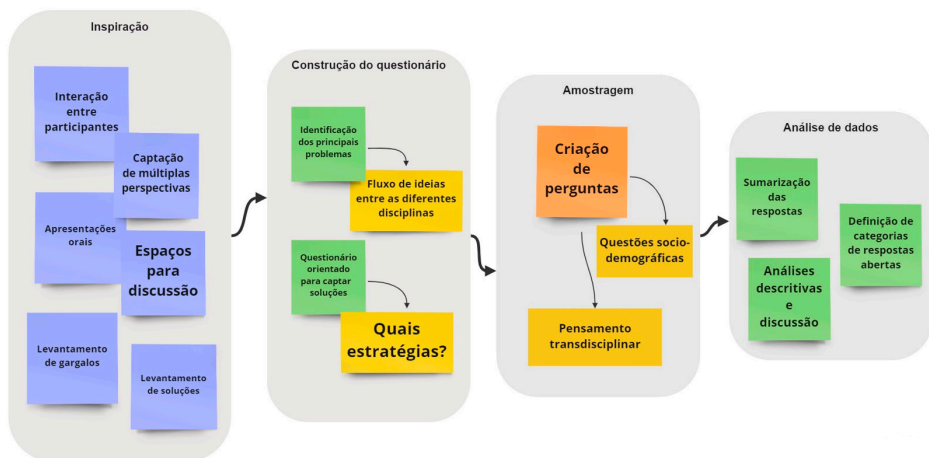 Inspiração
Interação
entre
participantes
Captação
de múltiplas
perspectivas
Apresentações
orais
Espaços
para
discussão
Levantamento
de gargalos
Levantamento
de soluções
Construção do questionário
Identificação
dos principais
problemas
Fluxo de ideias
entre as diferentes
disciplinas
Questionário
orientado
para captar
soluções
Quais
estratégias?
Amostragem
Criação
de
perguntas
Questões socio-
demográficas
Pensamento
transdisciplinar
Análise de dados
Sumarização
das
respostas
Definição de
categorias
de respostas
abertas
Análises
descritivas e
discussão